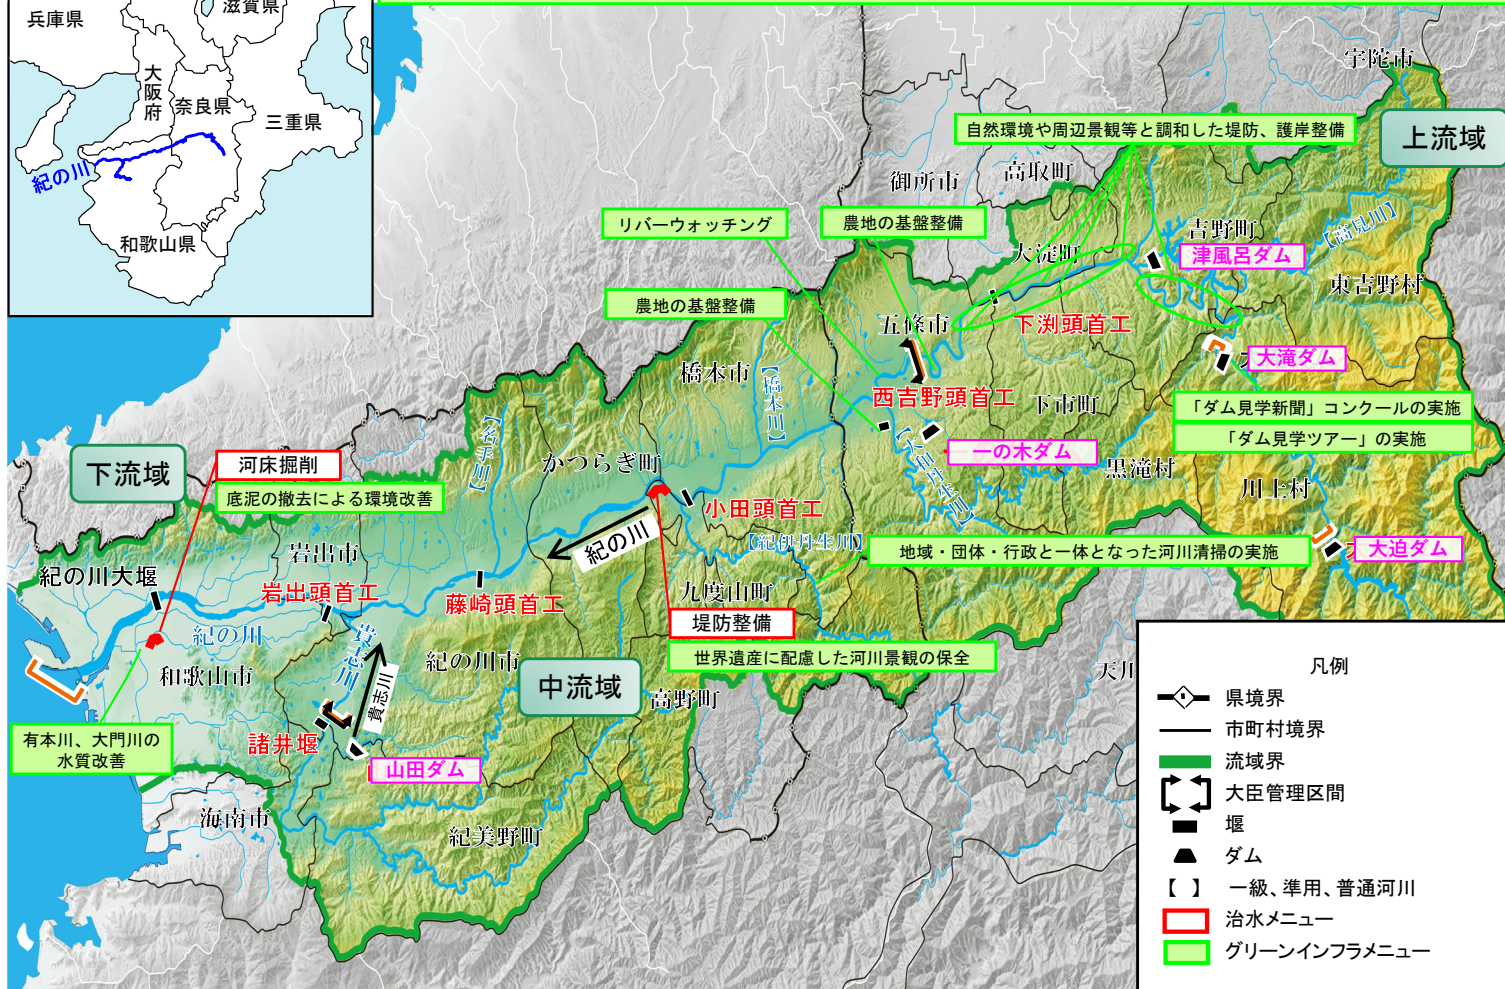 兵庫県
滋賀県
大阪府
奈良県
三重県
紀の川
和歌山県
宇陀市
自然環境や周辺景観等と調和した堤防、護岸整備
上流域
高取町
御所市
リバーウォッチング
農地の基盤整備
吉野町
【高見川】
大淀町
津風呂ダム
東吉野村
農地の基盤整備
五條市
下渕頭首工
橋本市
【橋本川】
大滝ダム
西吉野頭首工
下市町
「ダム見学新聞」コンクールの実施
「ダム見学ツアー」の実施
【名手川】
【大和丹生川】
一の木ダム
黒滝村
かつらぎ町
下流域
河床掘削
底泥の撤去による環境改善
川上村
小田頭首工
紀の川
【紀伊丹生川】
地域・団体・行政と一体となった河川清掃の実施
大迫ダム
岩出市
紀の川大堰
岩出頭首工
藤崎頭首工
九度山町
堤防整備
紀の川
貴志川
世界遺産に配慮した河川景観の保全
和歌山市
紀の川市
貴志川
中流域
高野町
天川
有本川、大門川の
水質改善
諸井堰
山田ダム
海南市
紀美野町
凡例
県境界
市町村境界
流域界
大臣管理区間
堰
ダム
【 】 一級、準用、普通河川
治水メニュー
グリーンインフラメニュー